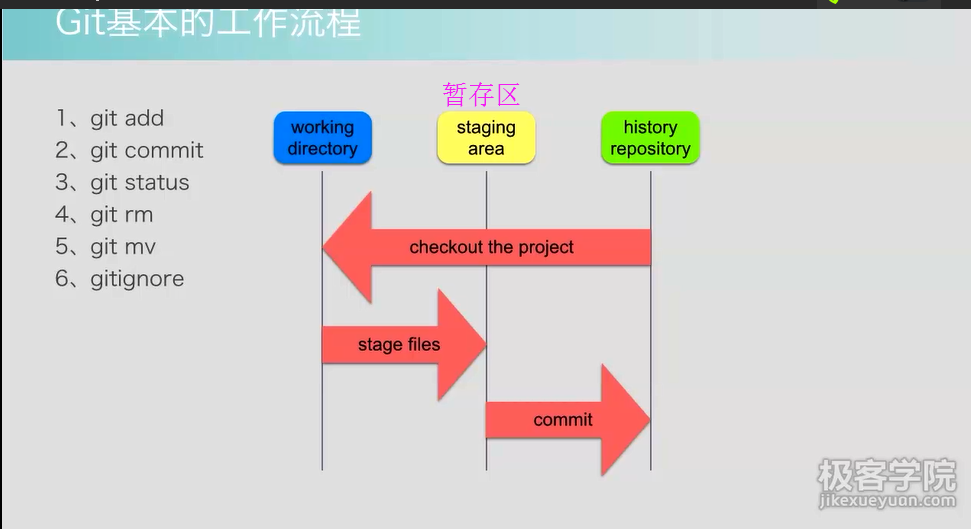 Git基本的工作流程
1、git add
2、git commit
3、git status
4、git rm
5、git mv
6、gitignore
暂存区
working
directory
staging
area
history
repository
checkout the project
stage files
commit
极客学院
jikexueyuan.com